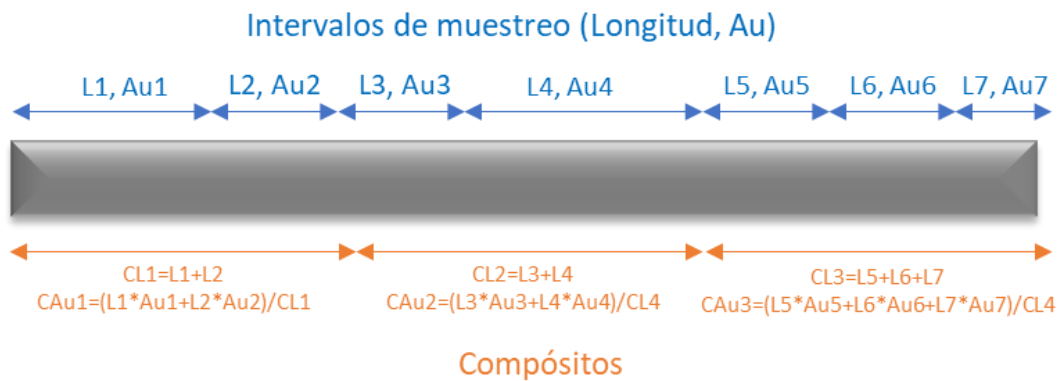 Intervalos de muestreo (Longitud, Au)
L1, Au1
L2, Au2
L3, Au3
L4, Au4
L5, Au5
L6, Au6
L7, Au7
CL1=L1+L2
CAu1=(L1*Au1+L2*Au2)/CL1
CL2=L3+L4
CAu2=(L3*Au3+L4*Au4)/CL4
CL3=L5+L6+L7
CAu3=(L5*Au5+L6*Au6+L7*Au7)/CL4
Compósitos